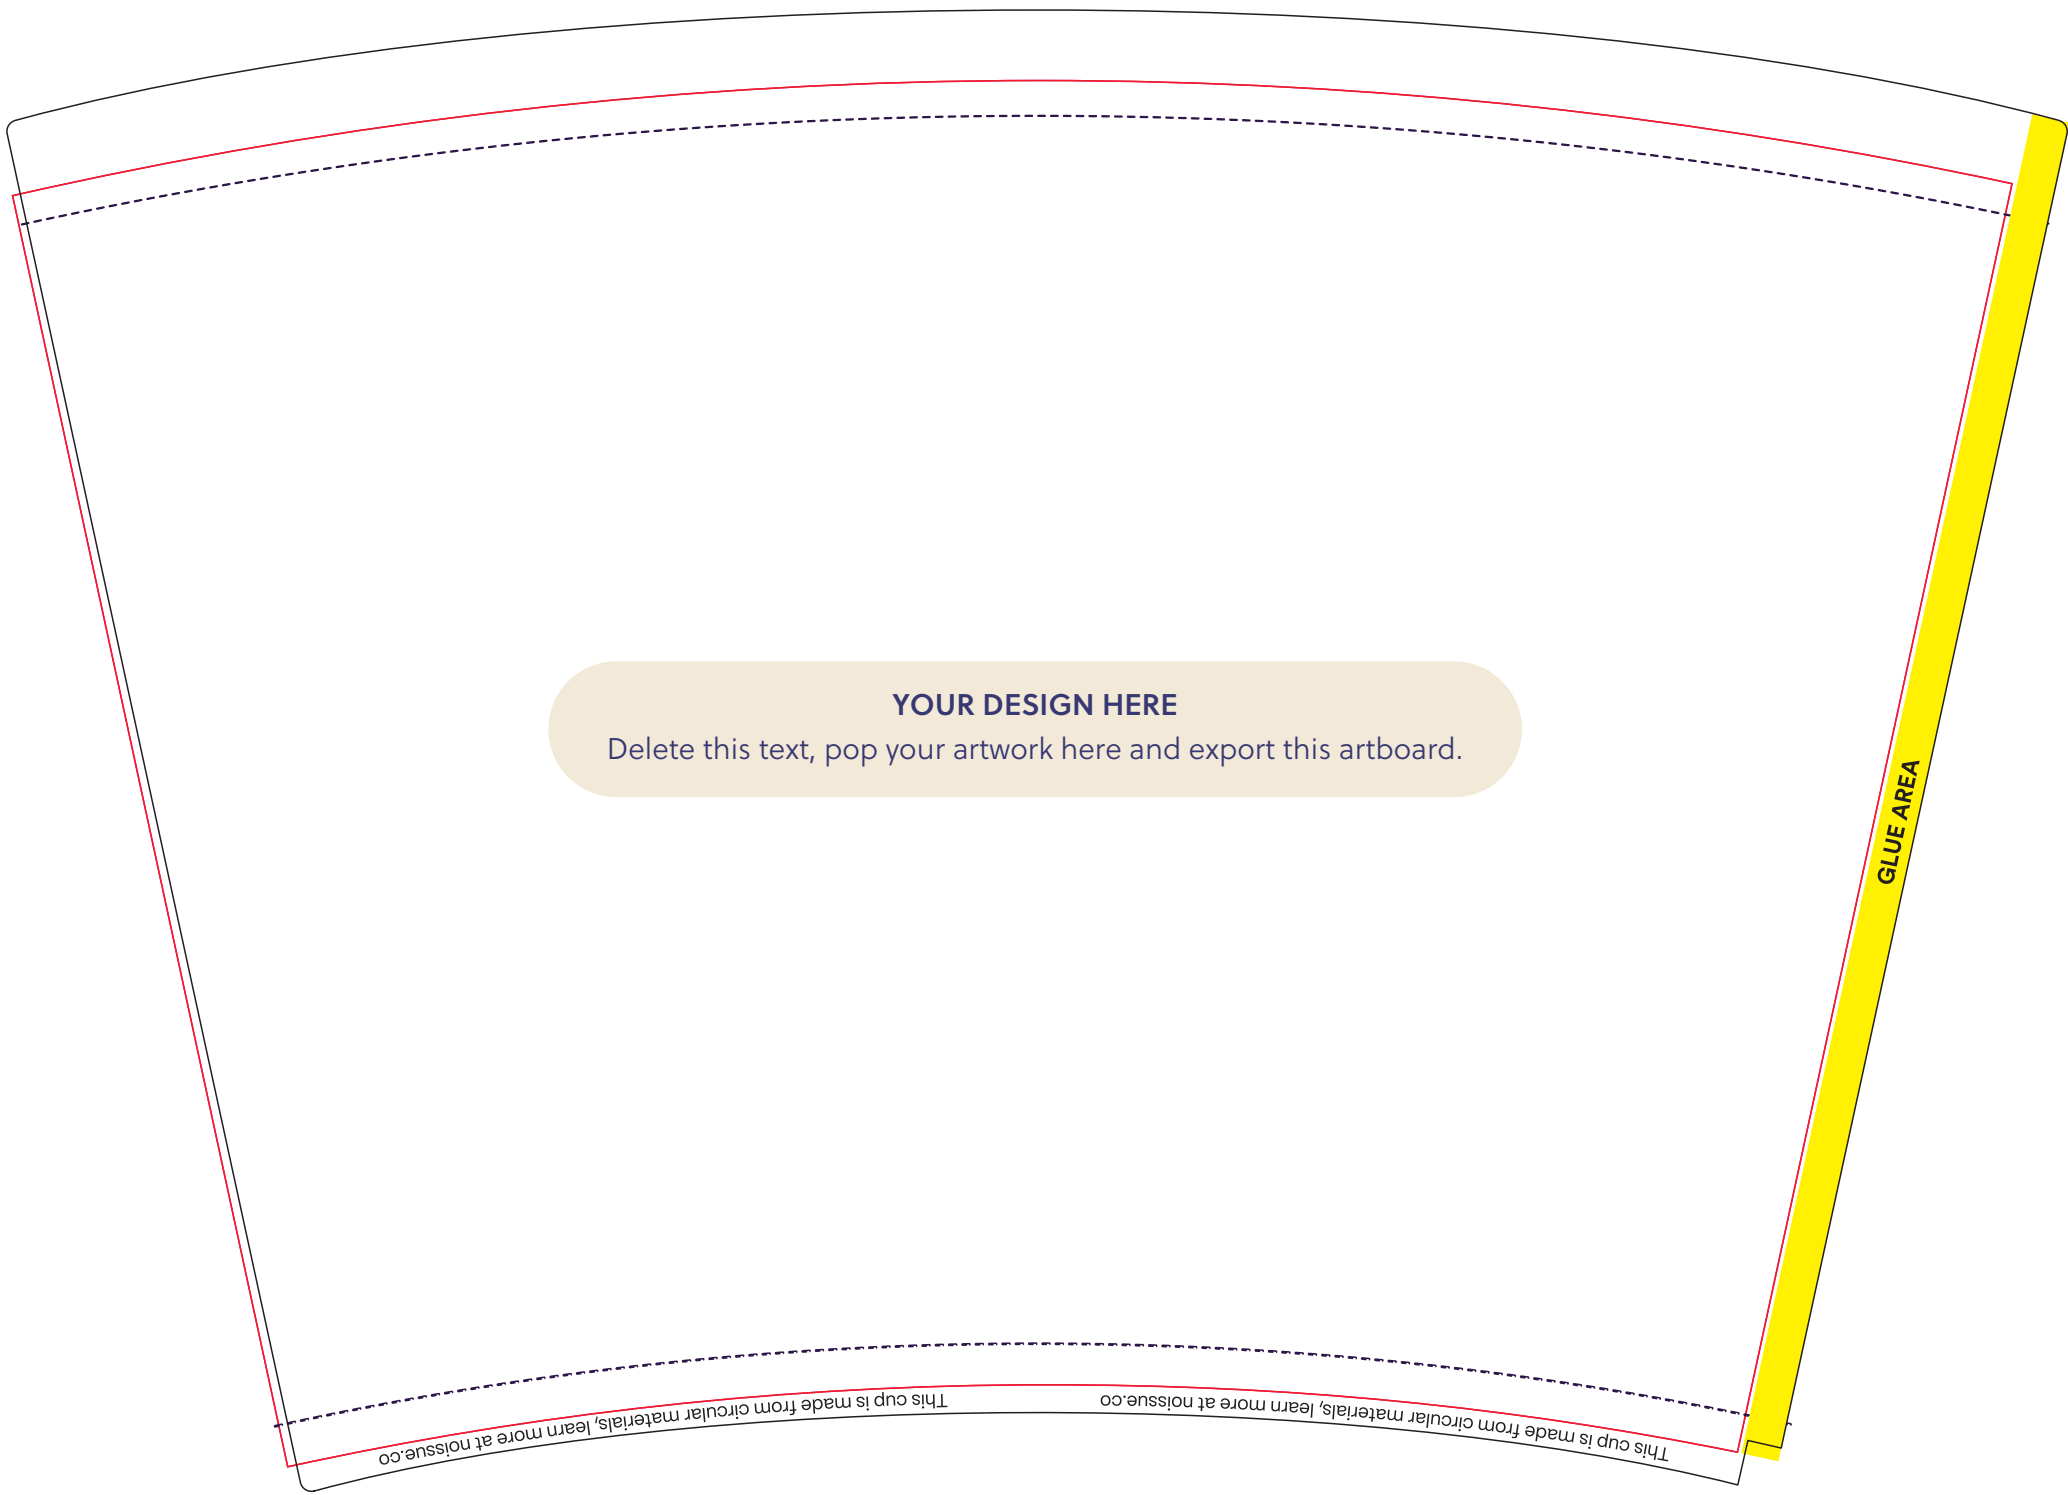 YOUR DESIGN HERE
Delete this text, pop your artwork here and export this artboard.
GLUE AREA
This cup is made from circular materials, learn more at noissue.co
This cup is made from circular materials, learn more at noissue.co